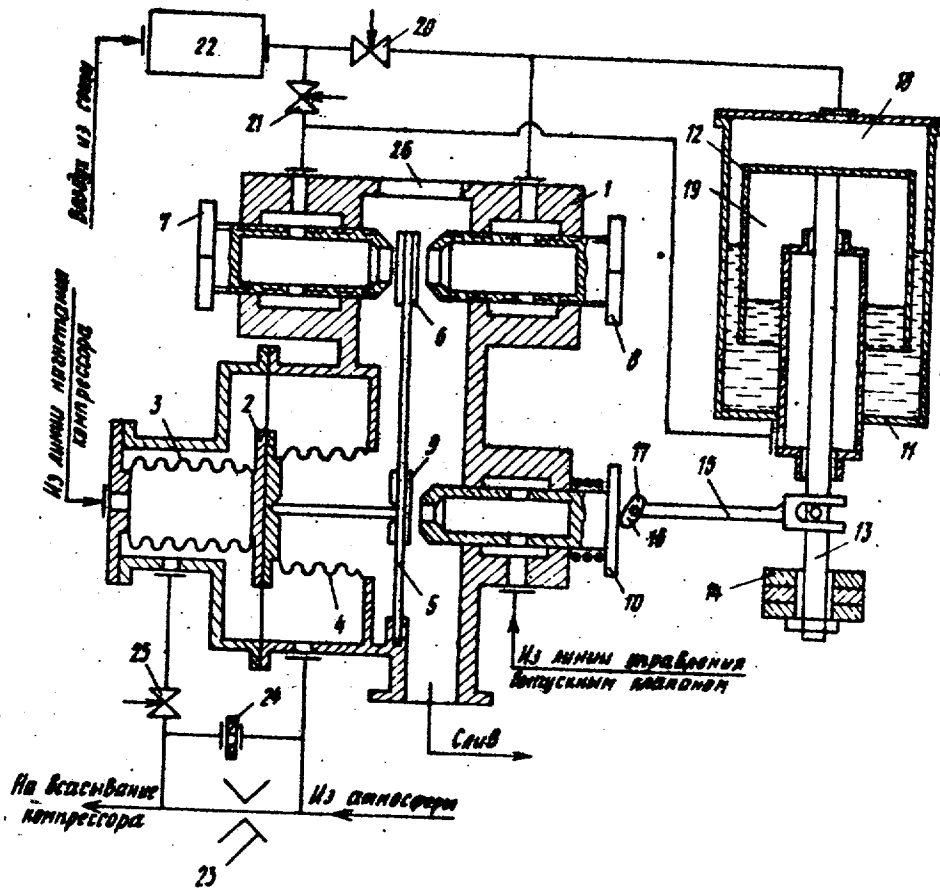 20
22
21
Воздух из сети
18
12
26
1
19
7
6
8
Из линии нагнетания
компрессора
3
2
9
17
11
15
16
13
14
4
5
10
Из линии управления
выпускным клапаном
25
24
Слив
На всасывание
компрессора
Из атмосферы
23